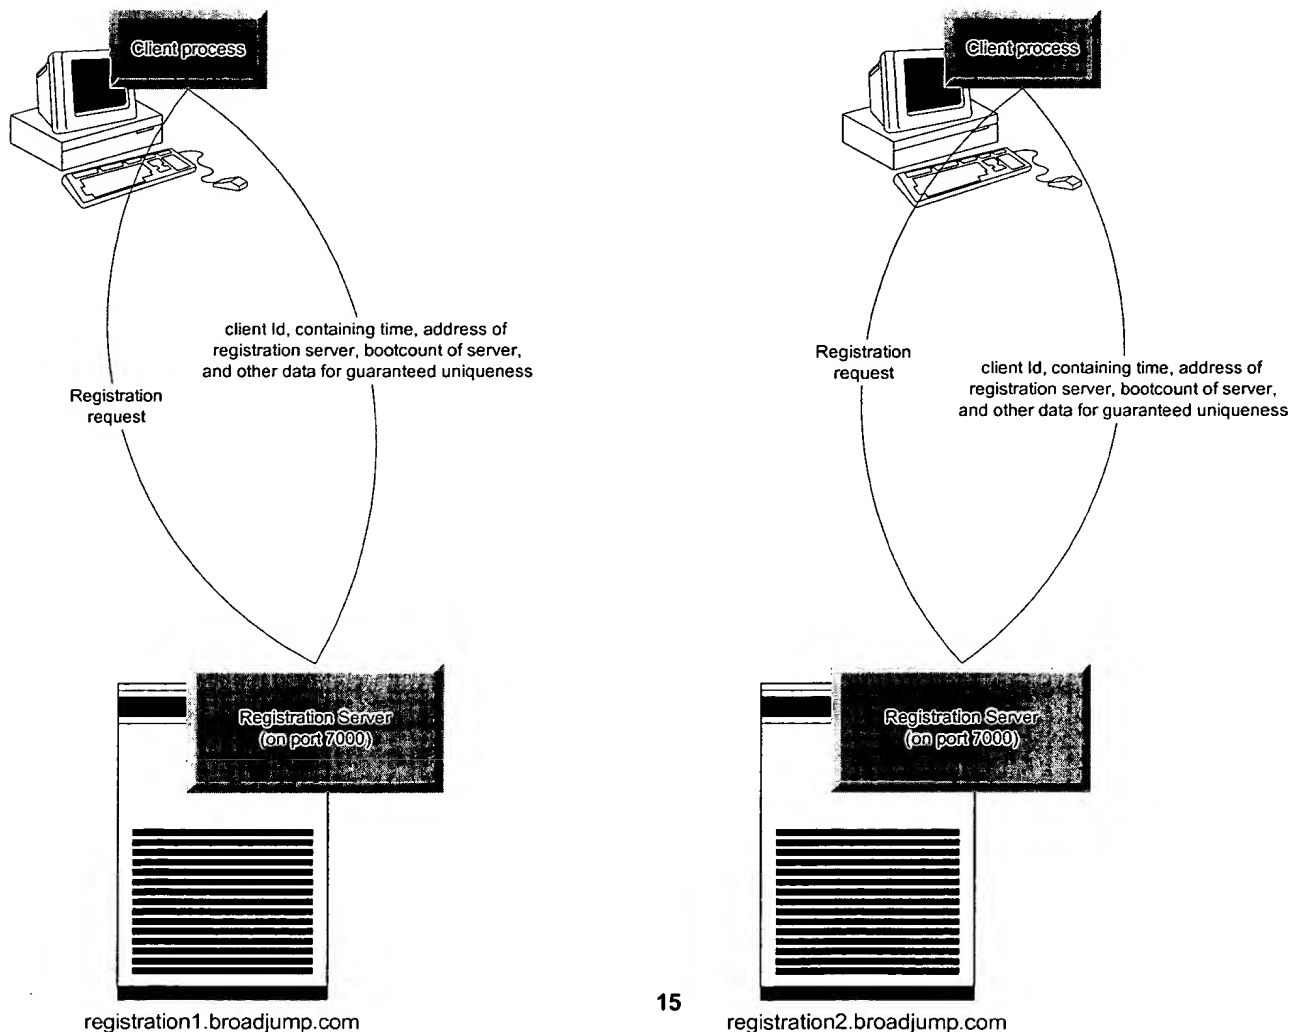 Client process
client Id, containing time, address of
registration server, bootcount of server,
and other data for guaranteed uniqueness
Registration
request
Registration Server
(on port 7000)
registration1.broadjump.com
Client process
Registration
request
client Id, containing time, address of
registration server, bootcount of server,
and other data for guaranteed uniqueness
Registration Server
(on port 7000)
registration2.broadjump.com
15